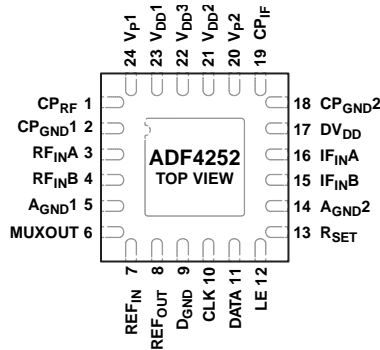 24 VP1
23 VDD1
22 VDD3
21 VDD2
20 VP2
19 CPIF
CPRF 1
CPGND1 2
RFINA 3
RFINB 4
AGND1 5
MUXOUT 6
ADF4252
TOP VIEW
18 CPGND2
17 DVDD
16 IFINA
15 IFINB
14 AGND2
13 RSET
REFIN 7
REFOUT 8
DGND 9
CLK 10
DATA 11
LE 12